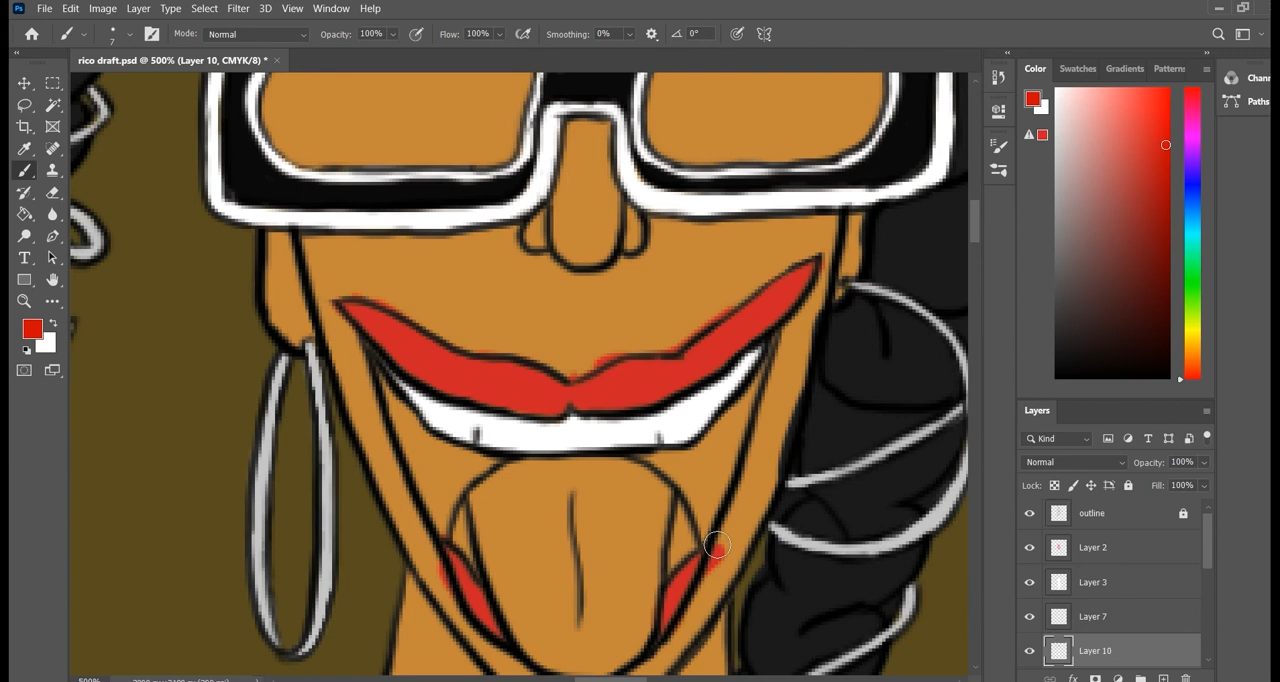 Ps File Edit Image Layer Type Select Filter 3D View Window Help
7 Mode: Normal Opacity: 100% Flow: 100% Smoothing: 0% 0°
rico draft.psd @ 500% (Layer 10, CMYK/8) * ×
Color Swatches Gradients Patterns
Chann
Paths
Layers
Kind
Normal Opacity: 100%
Lock: Fill: 100%
outline
Layer 2
Layer 3
Layer 7
Layer 10
fx
500%